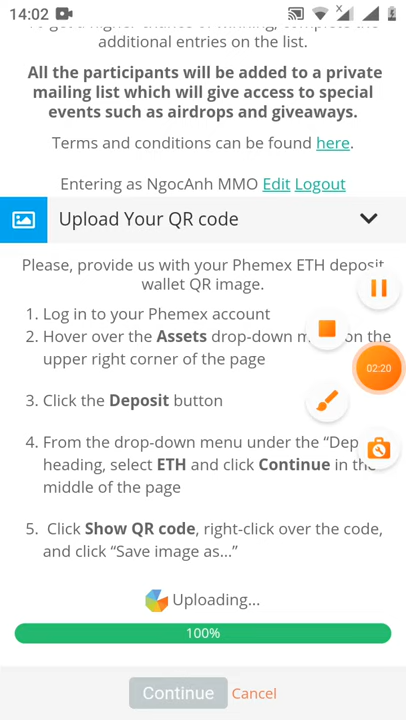 14:02
additional entries on the list.
All the participants will be added to a private
mailing list which will give access to special
events such as airdrops and giveaways.
Terms and conditions can be found here.
Entering as NgocAnh MMO Edit Logout
Upload Your QR code
Please, provide us with your Phemex ETH deposit
wallet QR image.
1. Log in to your Phemex account
2. Hover over the Assets drop-down on the
upper right corner of the page
02:20
3. Click the Deposit button
4. From the drop-down menu under the “Dep
heading, select ETH and click Continue in the
middle of the page
5. Click Show QR code, right-click over the code,
and click “Save image as...”
Uploading...
100%
Continue Cancel